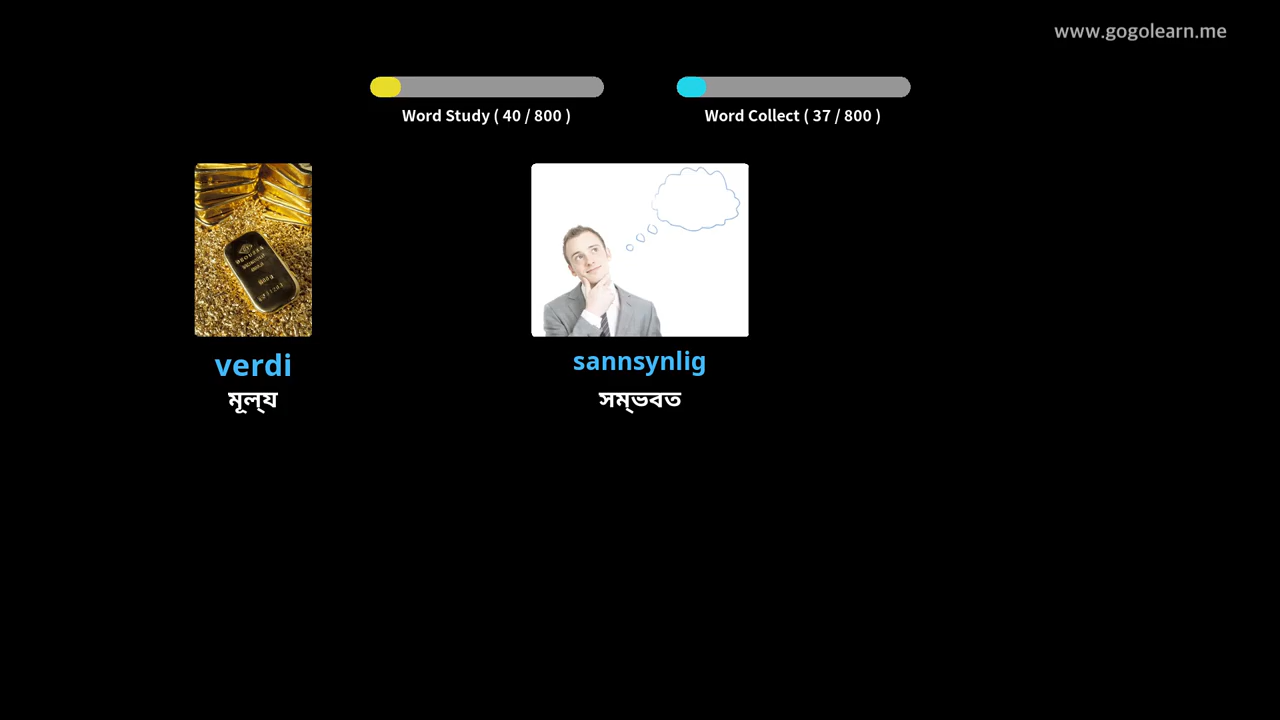 www.gogolearn.me
Word Study ( 40 / 800 )
Word Collect ( 37 / 800 )
verdi
sannsynlig
মূল্য
সম্ভবত